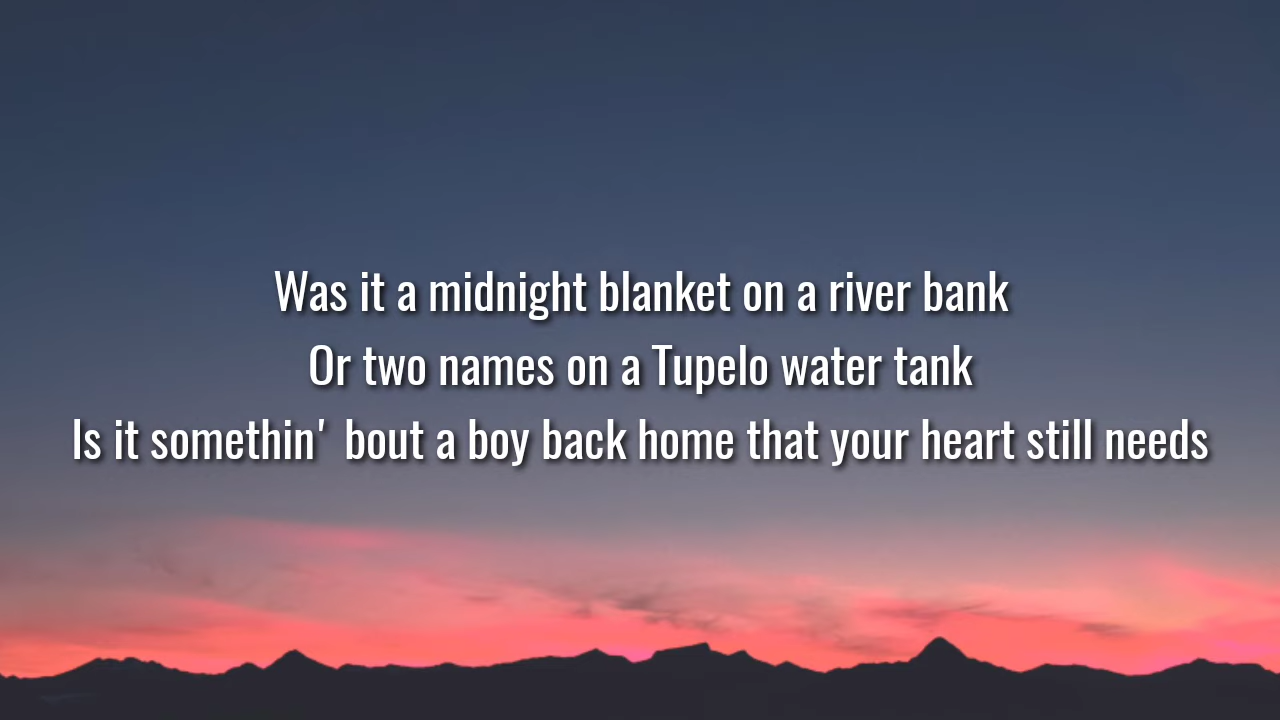 Was it a midnight blanket on a river bank
Or two names on a Tupelo water tank
Is it somethin' bout a boy back home that your heart still needs